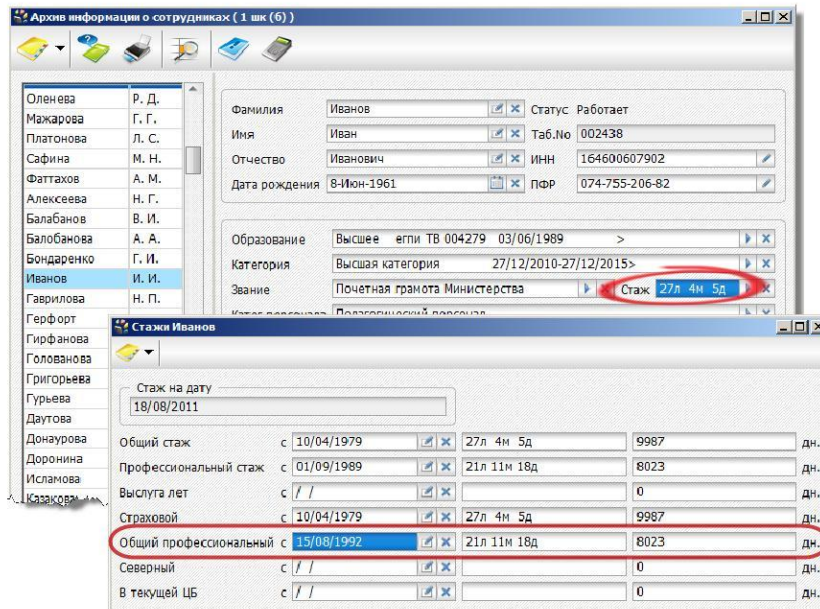 Архив информации о сотрудниках ( 1 шк (6) )
Оленева Р. Д.
Мажарова Г. Г.
Платонова Л. С.
Сафина М. Н.
Фаттахов А. М.
Алексеева Н. Г.
Балабанов В. И.
Балобанова А. А.
Бондаренко Г. И.
Иванов И. И.
Гаврилова Н. П.
Герфорт
Гирфанова
Голованова
Григорьева
Гурьева
Даутова
Донаурова
Доронина
Исламова
Казакова
Фамилия Иванов Статус Работает
Имя Иван Таб.No 002438
Отчество Иванович ИНН 164600607902
Дата рождения 8-Июн-1961 ПФР 074-755-206-82
Образование Высшее егпи ТВ 004279 03/06/1989 >
Категория Высшая категория 27/12/2010-27/12/2015>
Звание Почетная грамота Министерства Стаж 27л 4м 5д
Катег персонала Педагогический персонал
Стажи Иванов
Стаж на дату
18/08/2011
Общий стаж с 10/04/1979 27л 4м 5д 9987 дн.
Профессиональный стаж с 01/09/1989 21л 11м 18д 8023 дн.
Выслуга лет с / / 0 дн.
Страховой с 10/04/1979 27л 4м 5д 9987 дн.
Общий профессиональный с 15/08/1992 21л 11м 18д 8023 дн.
Северный с / / 0 дн.
В текущей ЦБ с / / 0 дн.